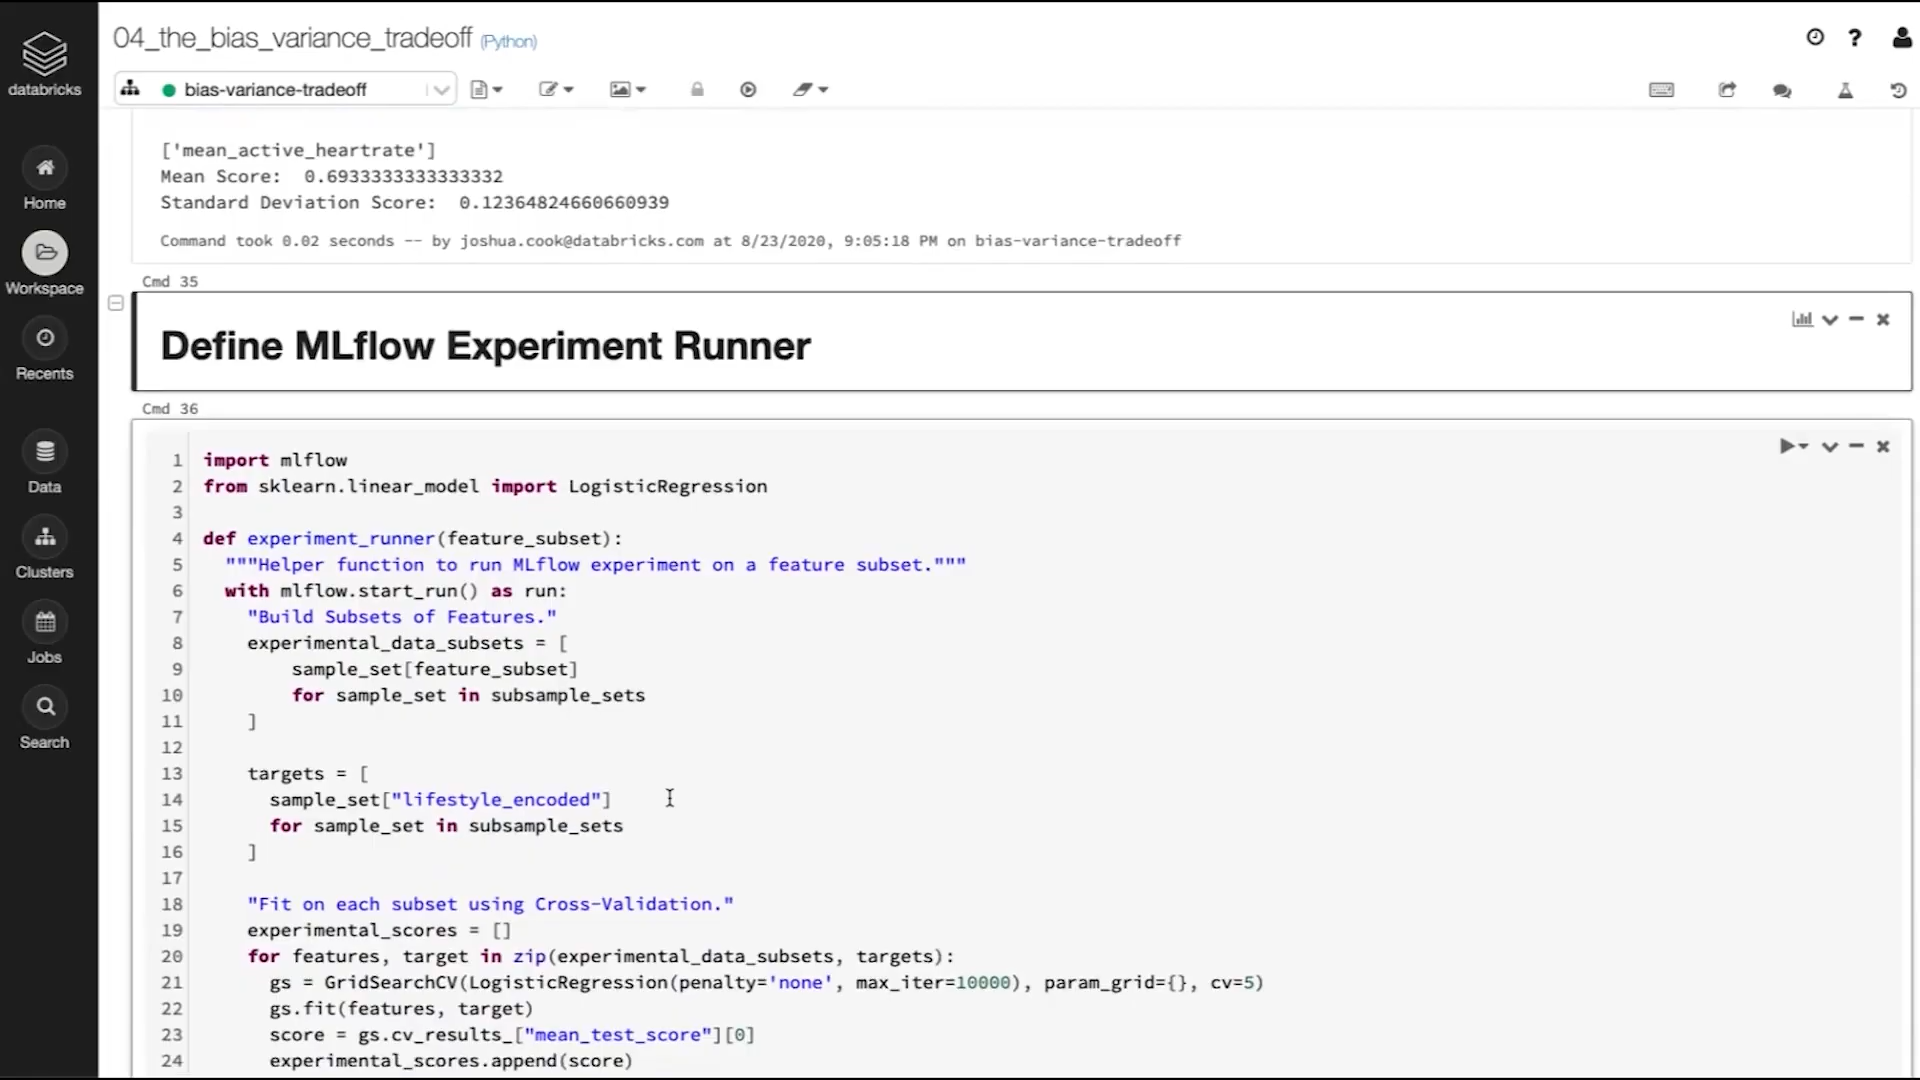 04_the_bias_variance_tradeoff (Python)
databricks
bias-variance-tradeoff
Home
Workspace
Recents
Data
Clusters
Jobs
Search
['mean_active_heartrate']
Mean Score:  0.6933333333333332
Standard Deviation Score:  0.12364824660660939
Command took 0.02 seconds -- by joshua.cook@databricks.com at 8/23/2020, 9:05:18 PM on bias-variance-tradeoff
Cmd 35
Define MLflow Experiment Runner
Cmd 36
1 import mlflow
2 from sklearn.linear_model import LogisticRegression
3
4 def experiment_runner(feature_subset):
5   """Helper function to run MLflow experiment on a feature subset."""
6   with mlflow.start_run() as run:
7     "Build Subsets of Features."
8     experimental_data_subsets = [
9         sample_set[feature_subset]
10         for sample_set in subsample_sets
11     ]
12
13     targets = [
14       sample_set["lifestyle_encoded"]
15       for sample_set in subsample_sets
16     ]
17
18     "Fit on each subset using Cross-Validation."
19     experimental_scores = []
20     for features, target in zip(experimental_data_subsets, targets):
21       gs = GridSearchCV(LogisticRegression(penalty='none', max_iter=10000), param_grid={}, cv=5)
22       gs.fit(features, target)
23       score = gs.cv_results_["mean_test_score"][0]
24       experimental_scores.append(score)